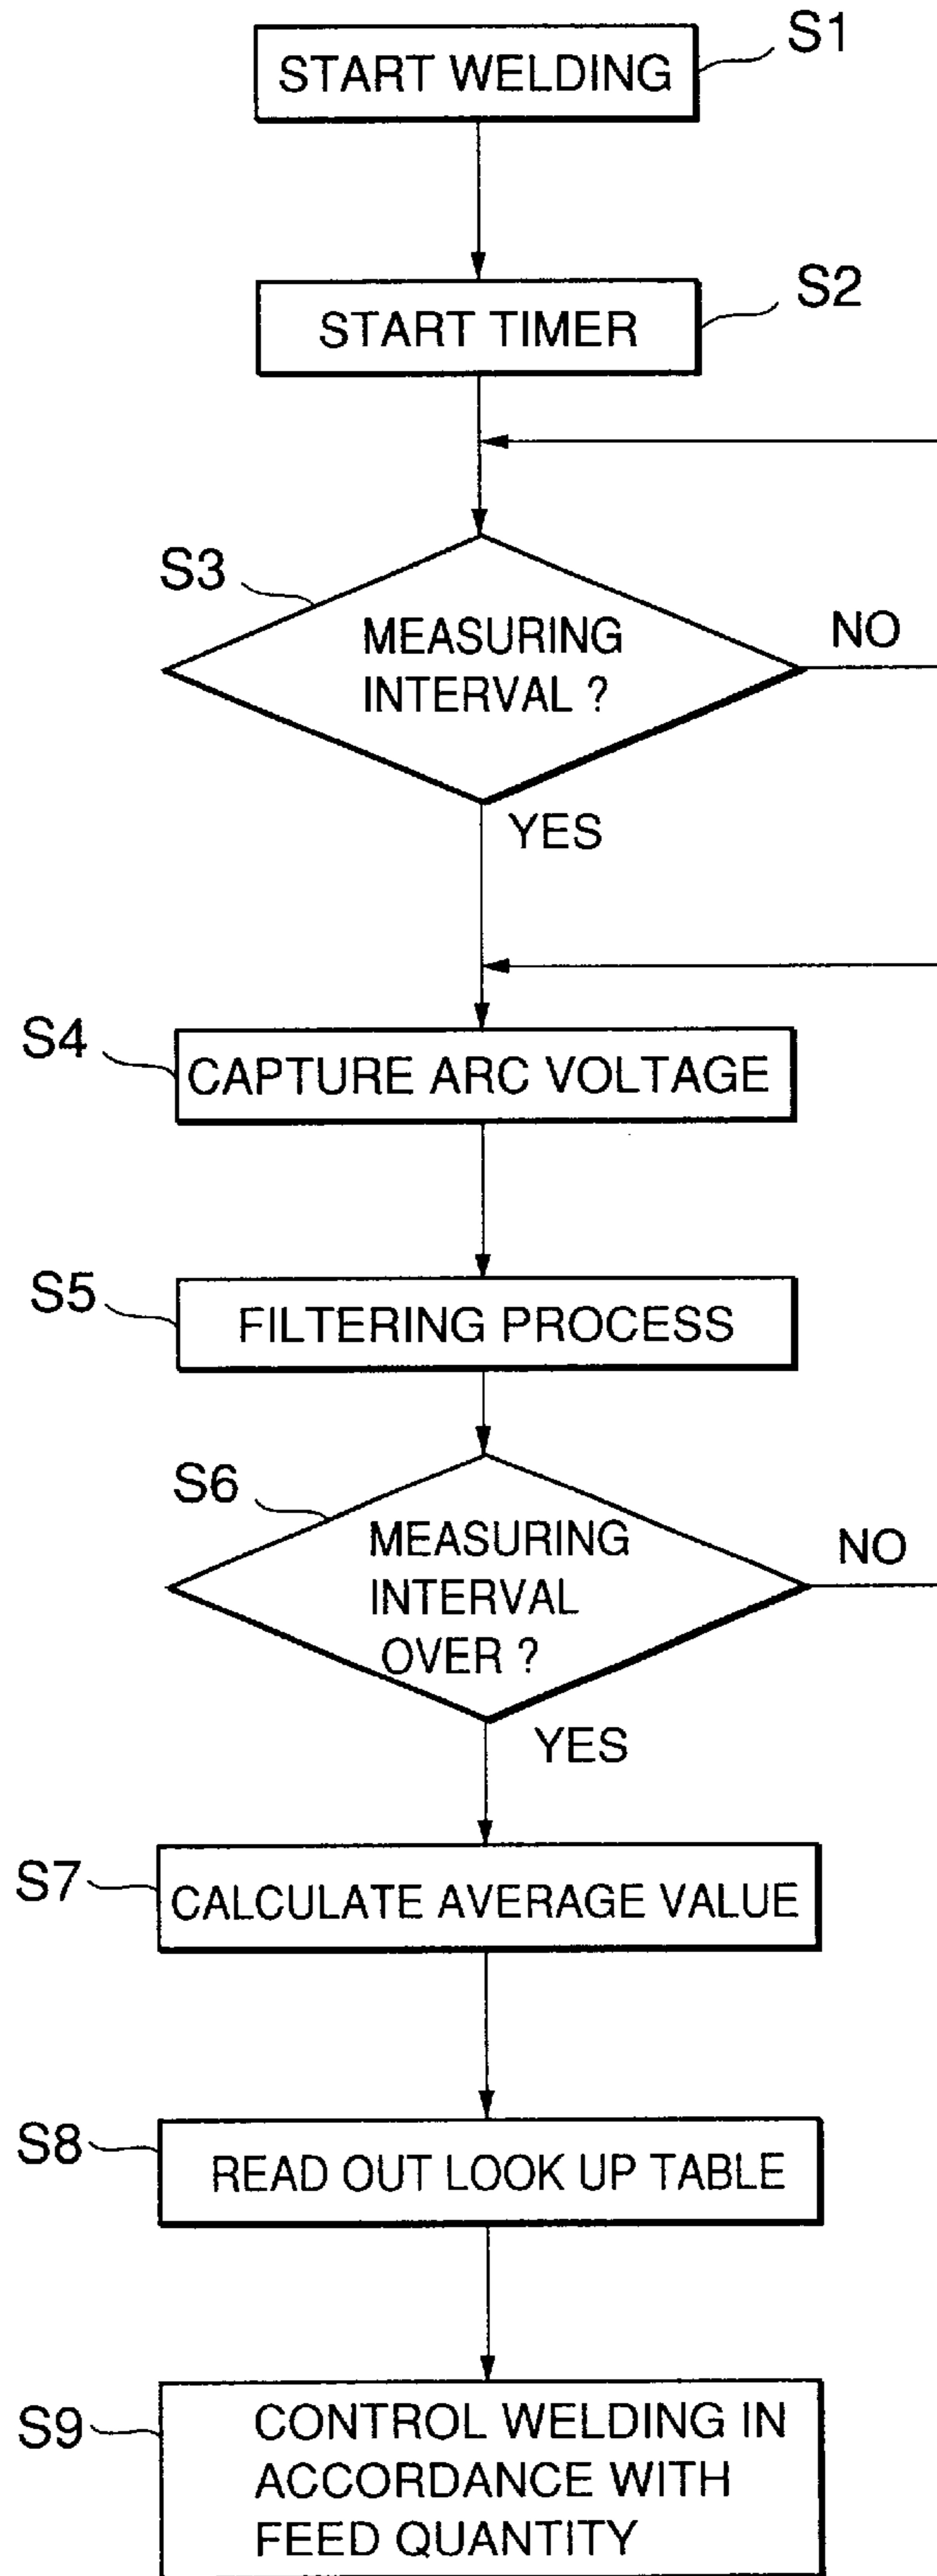 S1
START WELDING
S2
START TIMER
S3
MEASURING
INTERVAL ?
NO
YES
S4
CAPTURE ARC VOLTAGE
S5
FILTERING PROCESS
S6
MEASURING
INTERVAL
OVER ?
NO
YES
S7
CALCULATE AVERAGE VALUE
S8
READ OUT LOOK UP TABLE
S9
CONTROL WELDING IN
ACCORDANCE WITH
FEED QUANTITY